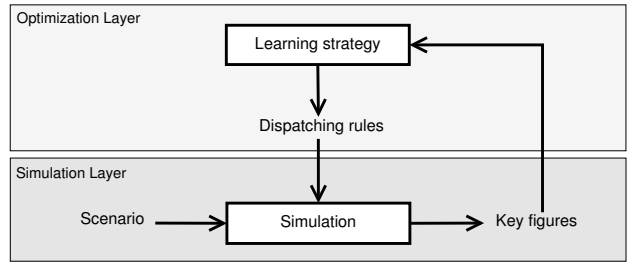 Optimization Layer
Learning strategy
Dispatching rules
Simulation Layer
Scenario
Simulation
Key figures